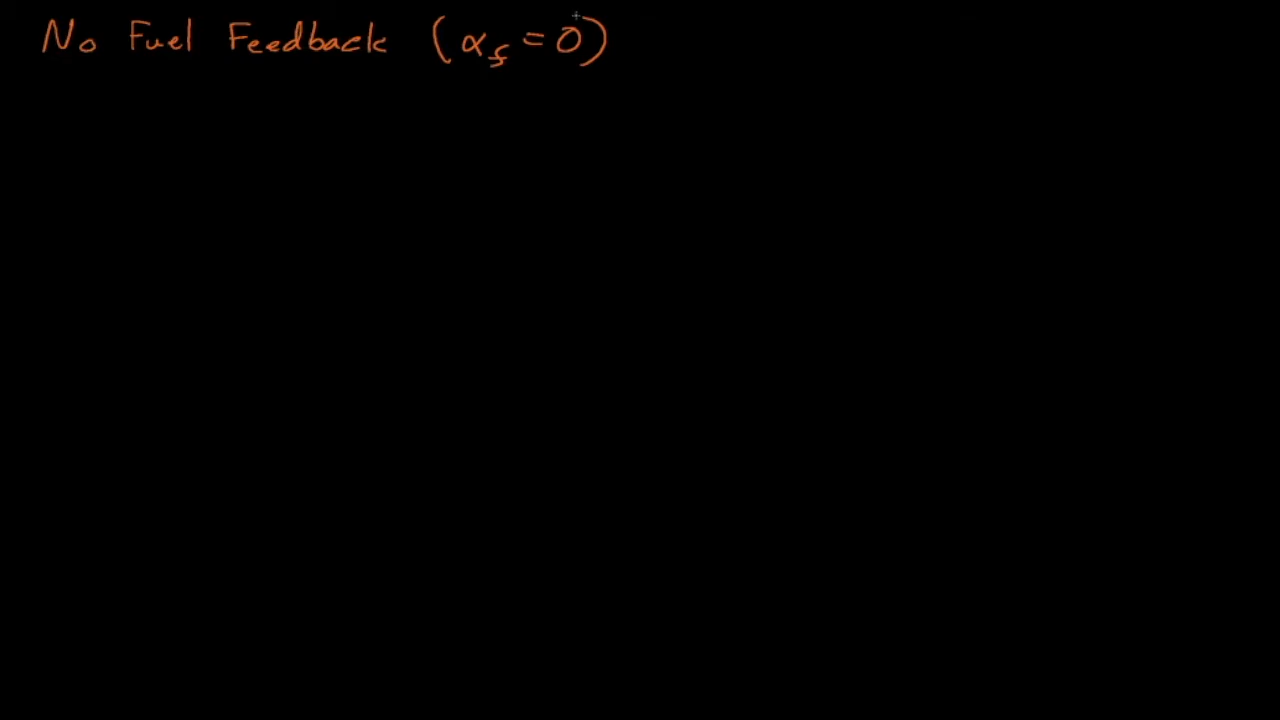 No Fuel Feedback (αf = 0)